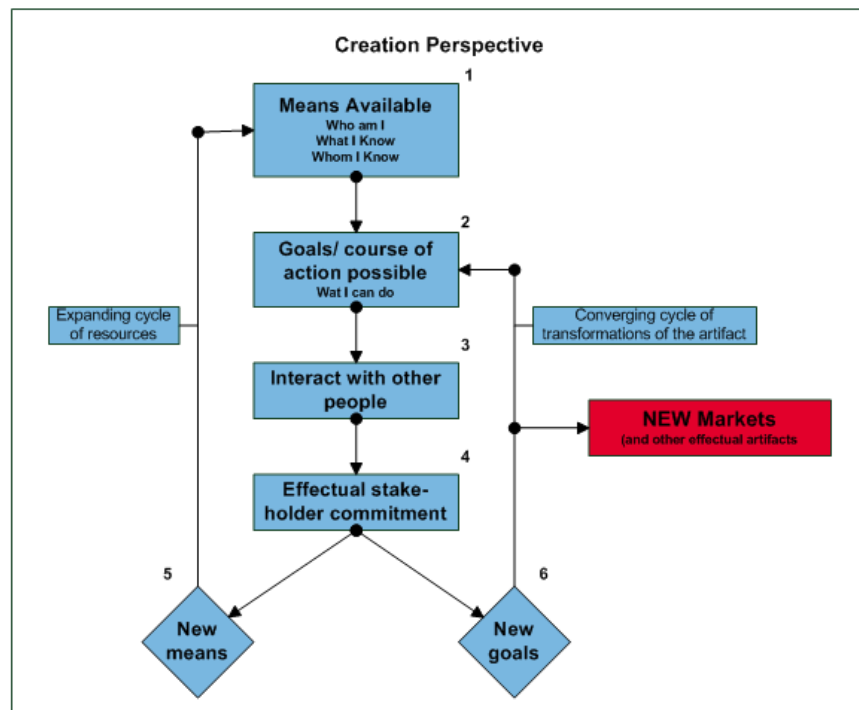 Creation Perspective
1
Means Available
Who am I
What I Know
Whom I Know
2
Goals/ course of
action possible
Wat I can do
Expanding cycle
of resources
Converging cycle of
transformations of the artifact
3
Interact with other
people
NEW Markets
(and other effectual artifacts
4
Effectual stake-
holder commitment
5
New
means
6
New
goals